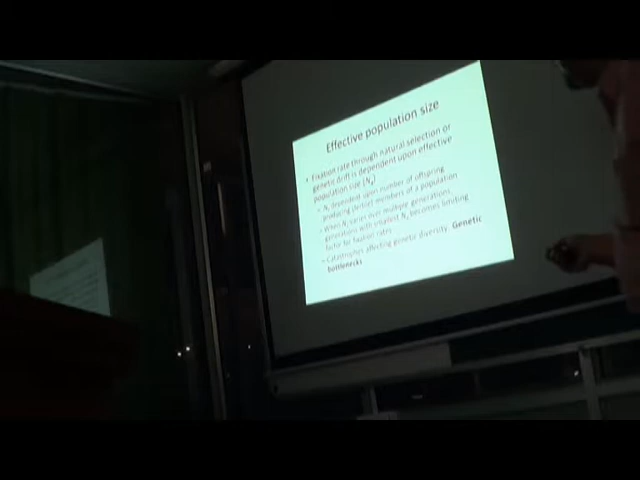 Effective population size
• Fixation rate through natural selection or
genetic drift is dependent upon effective
population size (Ne)
• Ne dependent upon number of offspring
producing (fertile) members of a population
• When Ne varies over multiple generations,
generations with smallest Ne becomes limiting
factor for fixation rates
• Catastrophes affecting genetic diversity: Genetic
bottlenecks